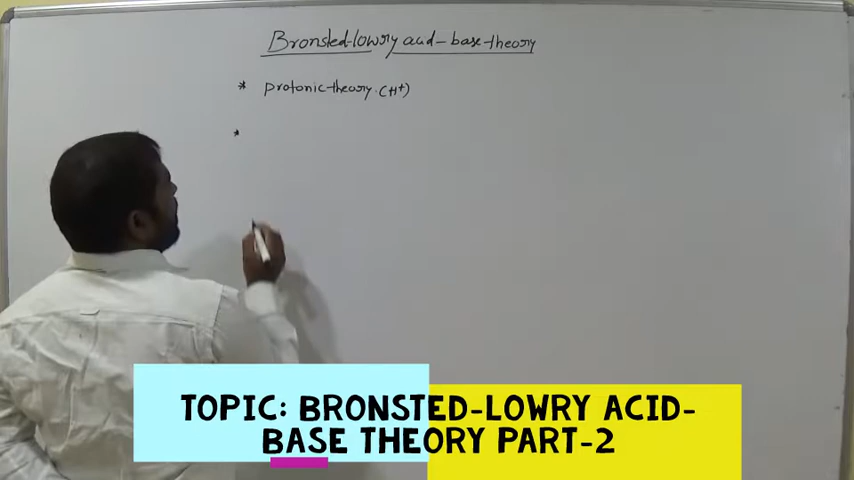 Bronsted-lowry acid-base-theory
* Protonic-theory. (H+)
*
TOPIC: BRONSTED-LOWRY ACID-
BASE THEORY PART-2